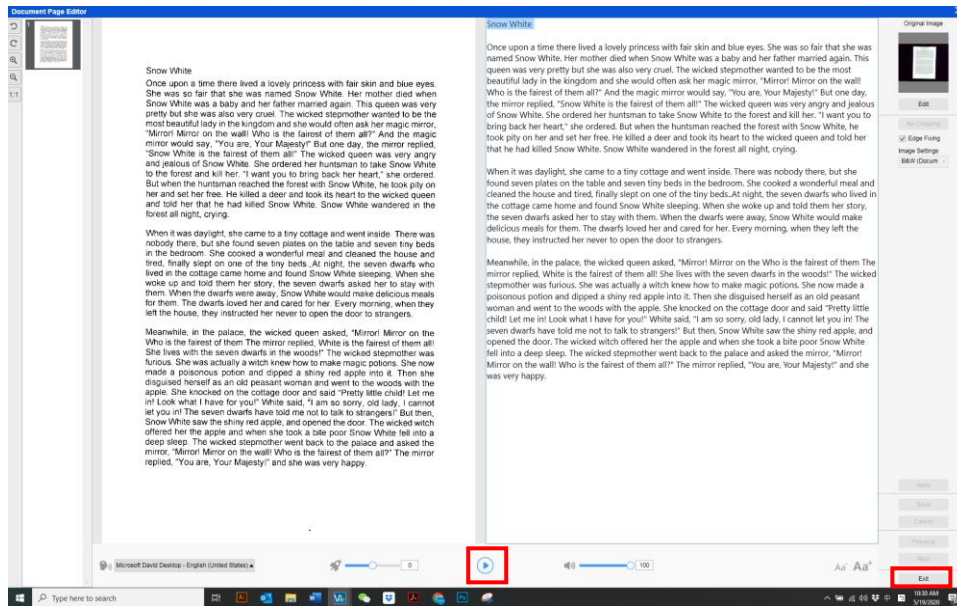 Document Page Editor
1
1:1
Snow White
Once upon a time there lived a lovely princess with fair skin and blue eyes.
She was so fair that she was named Snow White. Her mother died when
Snow White was a baby and her father married again. This queen was very
pretty but she was also very cruel. The wicked stepmother wanted to be the
most beautiful lady in the kingdom and she would often ask her magic mirror,
"Mirror! Mirror on the wall! Who is the fairest of them all?" And the magic
mirror would say, "You are, Your Majesty!" But one day, the mirror replied,
"Snow White is the fairest of them all!" The wicked queen was very angry
and jealous of Snow White. She ordered her huntsman to take Snow White
to the forest and kill her. "I want you to bring back her heart," she ordered.
But when the huntsman reached the forest with Snow White, he took pity on
her and set her free. He killed a deer and took its heart to the wicked queen
and told her that he had killed Snow White. Snow White wandered in the
forest all night, crying.
When it was daylight, she came to a tiny cottage and went inside. There was
nobody there, but she found seven plates on the table and seven tiny beds
in the bedroom. She cooked a wonderful meal and cleaned the house and
tired, finally slept on one of the tiny beds.,At night, the seven dwarfs who
lived in the cottage came home and found Snow White sleeping. When she
woke up and told them her story, the seven dwarfs asked her to stay with
them. When the dwarfs were away, Snow White would make delicious meals
for them. The dwarfs loved her and cared for her. Every morning, when they
left the house, they instructed her never to open the door to strangers.
Meanwhile, in the palace, the wicked queen asked, "Mirror! Mirror on the
Who is the fairest of them The mirror replied, White is the fairest of them all!
She lives with the seven dwarfs in the woods!" The wicked stepmother was
furious. She was actually a witch knew how to make magic potions. She now
made a poisonous potion and dipped a shiny red apple into it. Then she
disguised herself as an old peasant woman and went to the woods with the
apple. She knocked on the cottage door and said "Pretty little child! Let me
in! Look what I have for you!" White said, "I am so sorry, old lady, I cannot
let you in! The seven dwarfs have told me not to talk to strangers!" But then,
Snow White saw the shiny red apple, and opened the door. The wicked witch
offered her the apple and when she took a bite poor Snow White fell into a
deep sleep. The wicked stepmother went back to the palace and asked the
mirror, "Mirror! Mirror on the wall! Who is the fairest of them all?" The mirror
replied, "You are, Your Majesty!" and she was very happy.
Snow White
Once upon a time there lived a lovely princess with fair skin and blue eyes. She was so fair that she was
named Snow White. Her mother died when Snow White was a baby and her father married again. This
queen was very pretty but she was also very cruel. The wicked stepmother wanted to be the most
beautiful lady in the kingdom and she would often ask her magic mirror, "Mirror! Mirror on the wall!
Who is the fairest of them all?" And the magic mirror would say, "You are, Your Majesty!" But one day,
the mirror replied, "Snow White is the fairest of them all!" The wicked queen was very angry and jealous
of Snow White. She ordered her huntsman to take Snow White to the forest and kill her. "I want you to
bring back her heart," she ordered. But when the huntsman reached the forest with Snow White, he
took pity on her and set her free. He killed a deer and took its heart to the wicked queen and told her
that he had killed Snow White. Snow White wandered in the forest all night, crying.
When it was daylight, she came to a tiny cottage and went inside. There was nobody there, but she
found seven plates on the table and seven tiny beds in the bedroom. She cooked a wonderful meal and
cleaned the house and tired, finally slept on one of the tiny beds.,At night, the seven dwarfs who lived in
the cottage came home and found Snow White sleeping. When she woke up and told them her story,
the seven dwarfs asked her to stay with them. When the dwarfs were away, Snow White would make
delicious meals for them. The dwarfs loved her and cared for her. Every morning, when they left the
house, they instructed her never to open the door to strangers.
Meanwhile, in the palace, the wicked queen asked, "Mirror! Mirror on the Who is the fairest of them The
mirror replied, White is the fairest of them all! She lives with the seven dwarfs in the woods!" The wicked
stepmother was furious. She was actually a witch knew how to make magic potions. She now made a
poisonous potion and dipped a shiny red apple into it. Then she disguised herself as an old peasant
woman and went to the woods with the apple. She knocked on the cottage door and said "Pretty little
child! Let me in! Look what I have for you!" White said, "I am so sorry, old lady, I cannot let you in! The
seven dwarfs have told me not to talk to strangers!" But then, Snow White saw the shiny red apple, and
opened the door. The wicked witch offered her the apple and when she took a bite poor Snow White
fell into a deep sleep. The wicked stepmother went back to the palace and asked the mirror, "Mirror!
Mirror on the wall! Who is the fairest of them all?" The mirror replied, "You are, Your Majesty!" and she
was very happy.
Original Image
Edit
No Cropping
Edge Fixing
Image Settings
B&W (Docum
Apply
Save
Cancel
Previous
Next
Exit
Microsoft David Desktop - English (United States)
0
100
Aa- Aa+
Type here to search
10:30 AM
5/19/2020